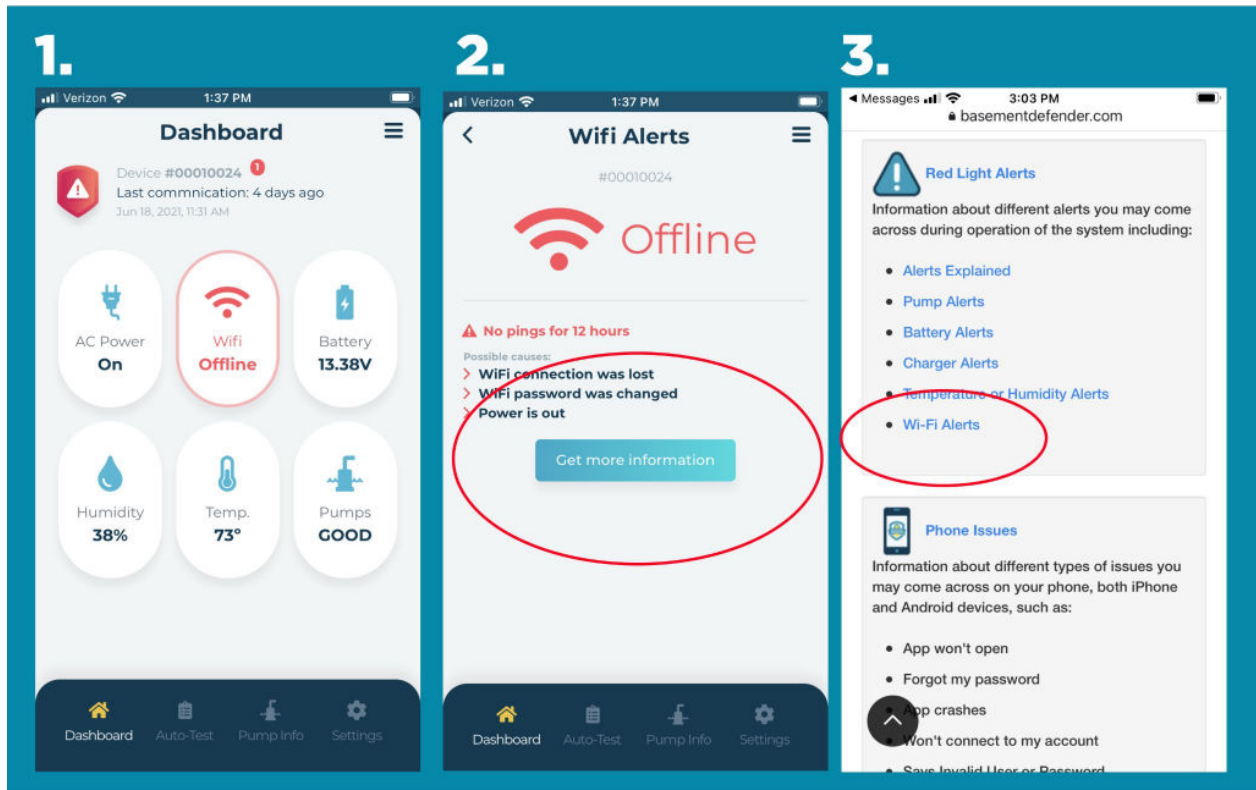 1.
Verizon 1:37 PM
Dashboard
Device #00010024 1
Last commnication: 4 days ago
Jun 18, 2021, 11:31 AM
AC Power
On
Wifi
Offline
Battery
13.38V
Humidity
38%
Temp.
73°
Pumps
GOOD
Dashboard Auto-Test Pump Info Settings
2.
Verizon 1:37 PM
Wifi Alerts
#00010024
Offline
No pings for 12 hours
Possible causes:
WiFi connection was lost
WiFi password was changed
Power is out
Get more information
Dashboard Auto-Test Pump Info Settings
3.
Messages 3:03 PM
basementdefender.com
Red Light Alerts
Information about different alerts you may come
across during operation of the system including:
• Alerts Explained
• Pump Alerts
• Battery Alerts
• Charger Alerts
• Temperature or Humidity Alerts
• Wi-Fi Alerts
Phone Issues
Information about different types of issues you
may come across on your phone, both iPhone
and Android devices, such as:
• App won't open
• Forgot my password
App crashes
Won't connect to my account
• Says Invalid User or Password